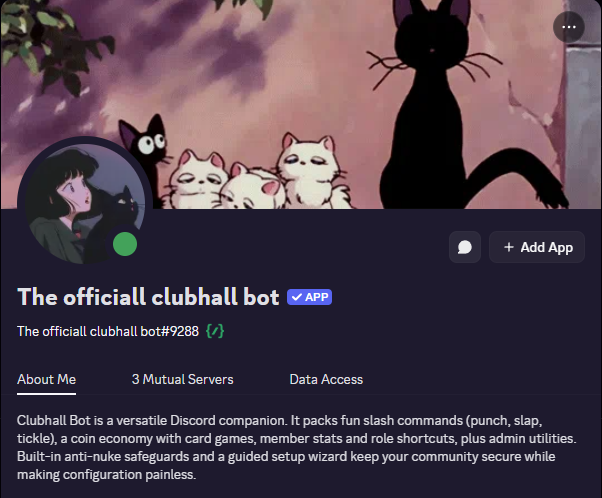 The officiall clubhall bot ✓ APP
The officiall clubhall bot#9288 {/}
+ Add App
About Me
3 Mutual Servers
Data Access
Clubhall Bot is a versatile Discord companion. It packs fun slash commands (punch, slap,
tickle), a coin economy with card games, member stats and role shortcuts, plus admin utilities.
Built-in anti-nuke safeguards and a guided setup wizard keep your community secure while
making configuration painless.